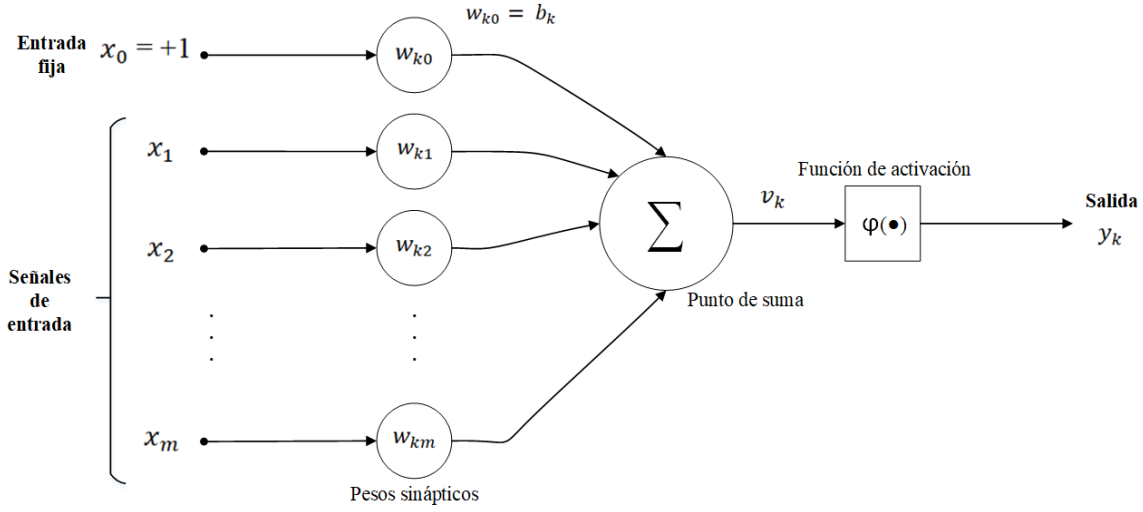 w_{k0} = b_k
Entrada
fija
x_0 = +1
w_{k0}
x_1
w_{k1}
Función de activación
v_k
φ(•)
Salida
y_k
∑
x_2
w_{k2}
Señales
de
entrada
Punto de suma
. .
. .
. .
x_m
w_{km}
Pesos sinápticos